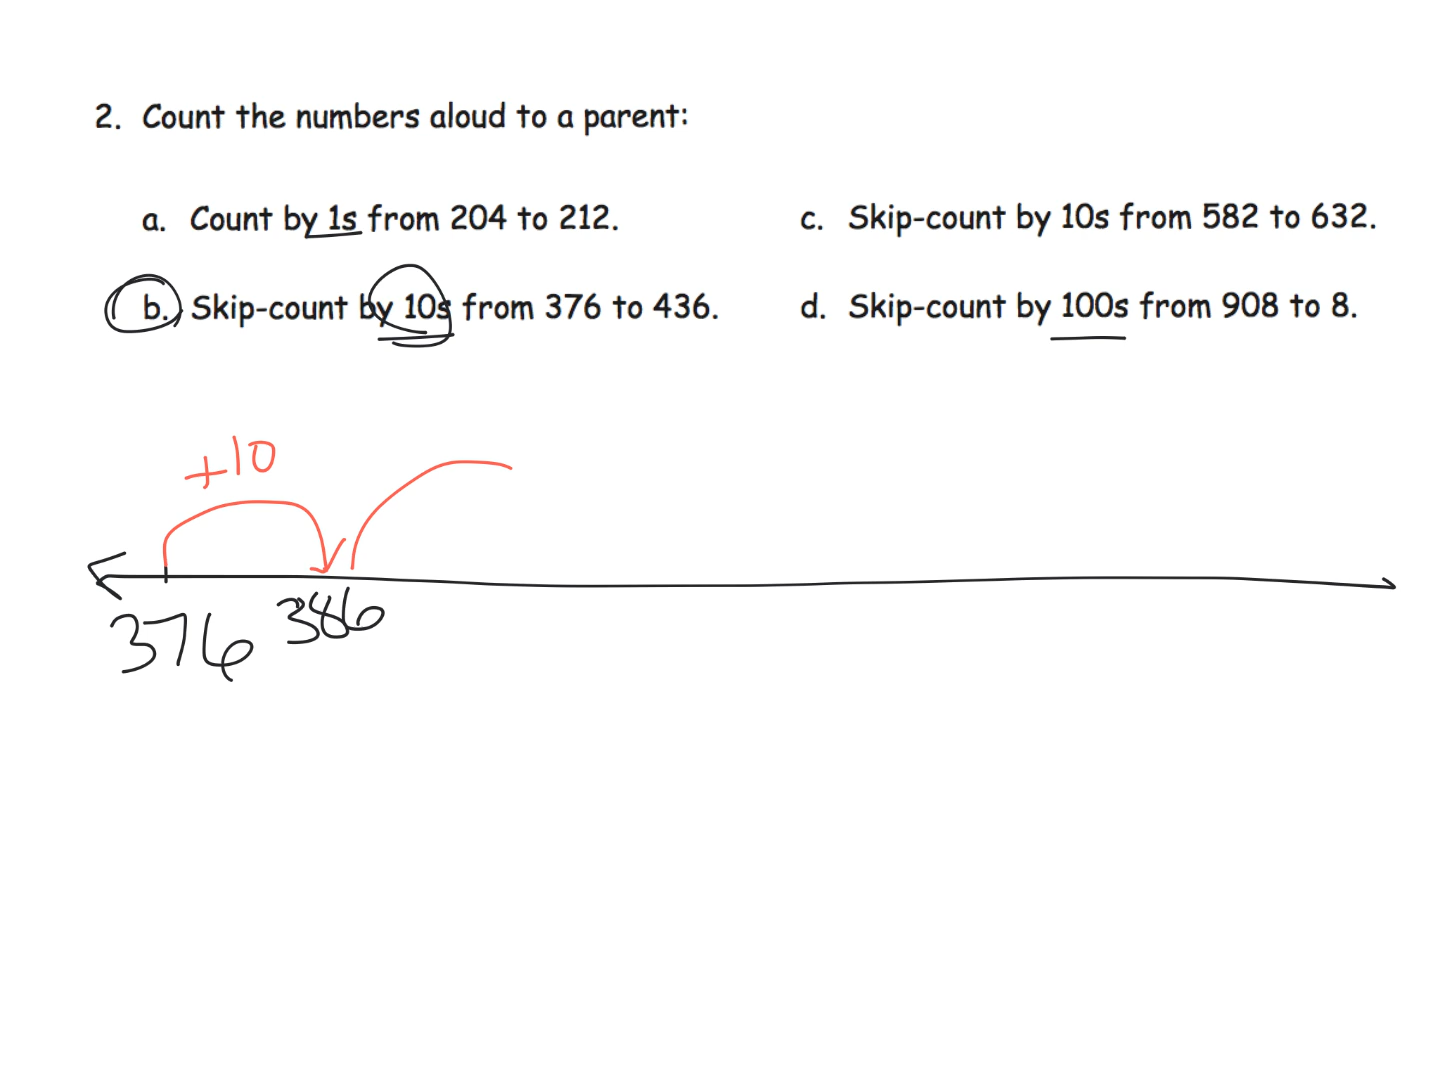 2. Count the numbers aloud to a parent:
a. Count by 1s from 204 to 212.
b. Skip-count by 10s from 376 to 436.
c. Skip-count by 10s from 582 to 632.
d. Skip-count by 100s from 908 to 8.
+10
376 386